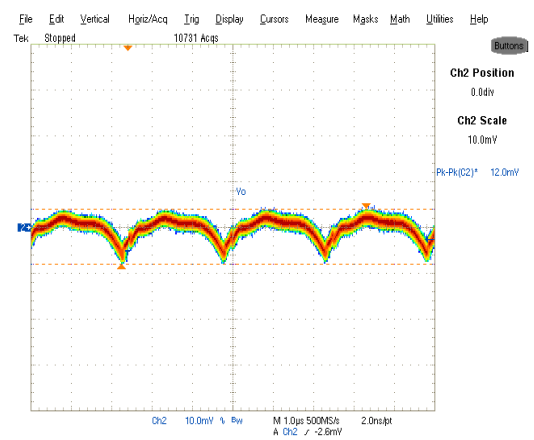 File Edit Vertical Horiz/Acq Trig Display Cursors Measure Masks Math Utilities Help
Tek Stopped 10731 Acqs
Buttons
Ch2 Position
0.0div
Ch2 Scale
10.0mV
Pk-Pk(C2)* 12.0mV
Vo
2
Ch2 10.0mV Bw M 1.0µs 500MS/s 2.0ns/pt
A Ch2 -2.6mV